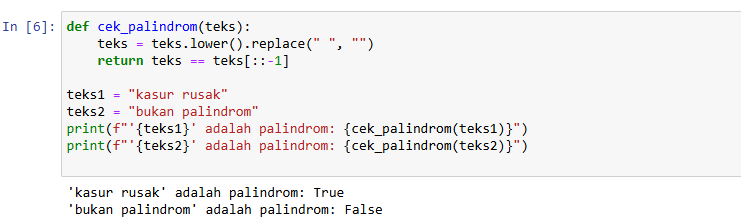 In [6]: def cek_palindrom(teks):
    teks = teks.lower().replace(" ", "")
    return teks == teks[::-1]
teks1 = "kasur rusak"
teks2 = "bukan palindrom"
print(f"'{teks1}' adalah palindrom: {cek_palindrom(teks1)}")
print(f"'{teks2}' adalah palindrom: {cek_palindrom(teks2)}")
'kasur rusak' adalah palindrom: True
'bukan palindrom' adalah palindrom: False